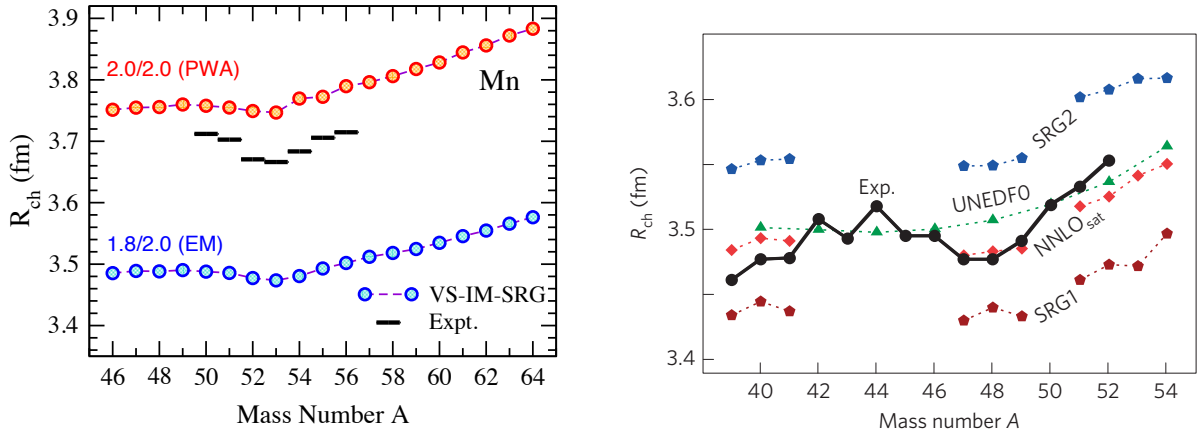 3.9
3.8
3.7
3.6
3.5
3.4
R_ch (fm)
2.0/2.0 (PWA)
Mn
1.8/2.0 (EM)
VS-IM-SRG
Expt.
46 48 50 52 54 56 58 60 62 64
Mass Number A
3.6
3.5
3.4
R_ch (fm)
SRG2
Exp.
UNEDF0
NNLO_sat
SRG1
40 42 44 46 48 50 52 54
Mass number A